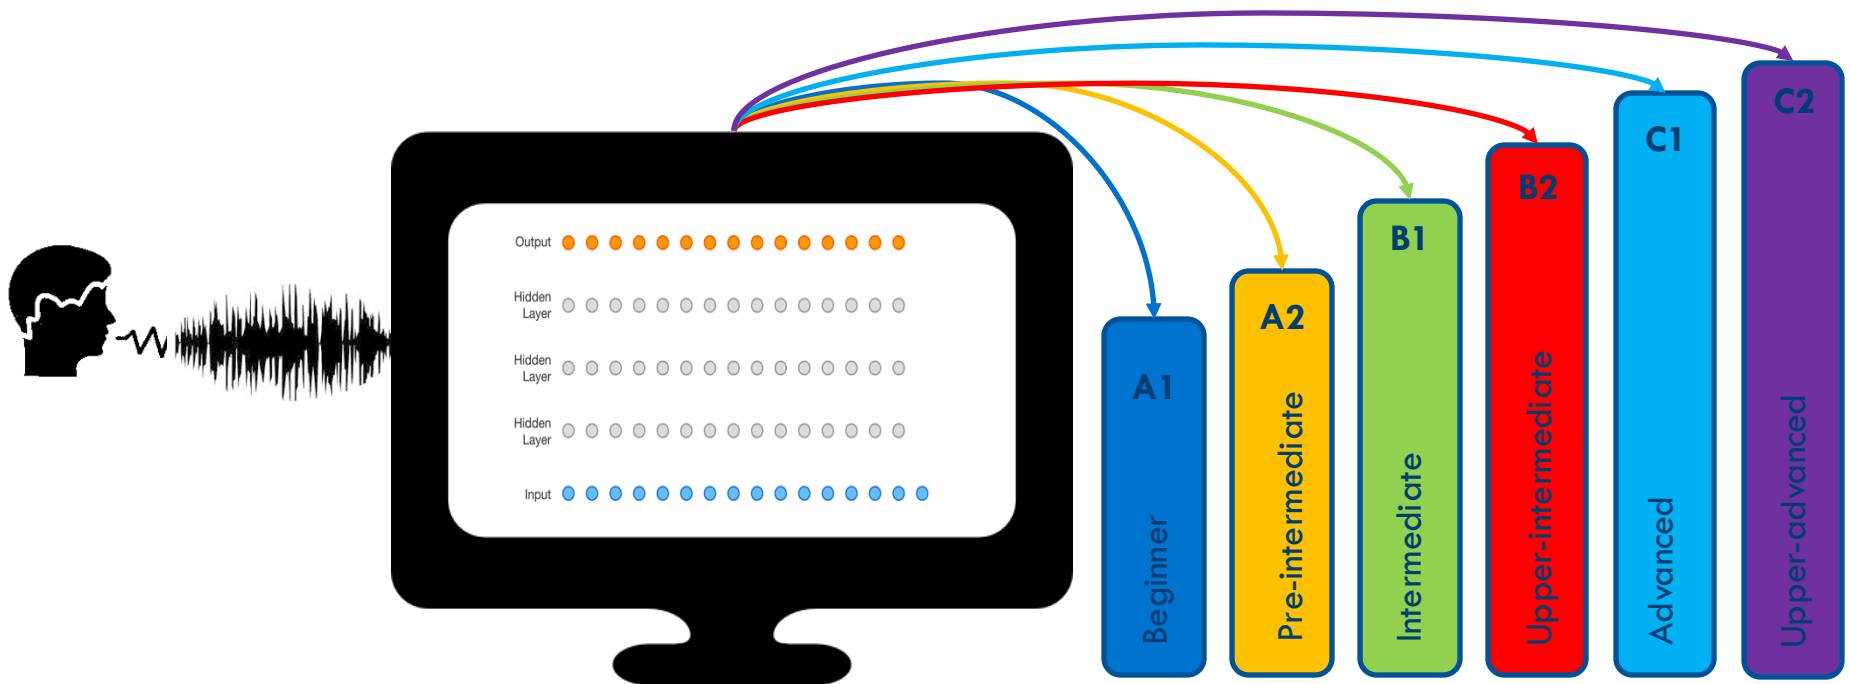 Output
Hidden
Layer
Hidden
Layer
Hidden
Layer
Input
A1
Beginner
A2
Pre-intermediate
B1
Intermediate
B2
Upper-intermediate
C1
Advanced
C2
Upper-advanced